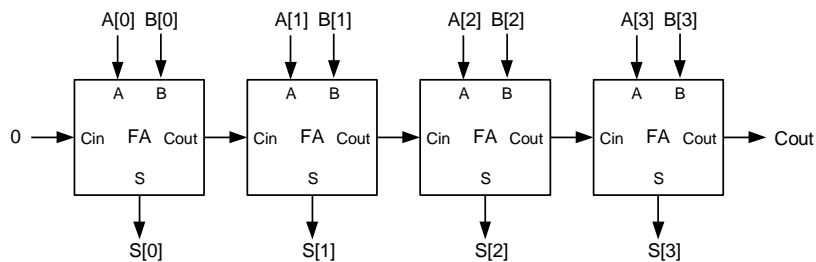 A[0] B[0] A[1] B[1] A[2] B[2] A[3] B[3]
A B A B A B A B
0 Cin FA Cout Cin FA Cout Cin FA Cout Cin FA Cout Cout
S S S S
S[0] S[1] S[2] S[3]